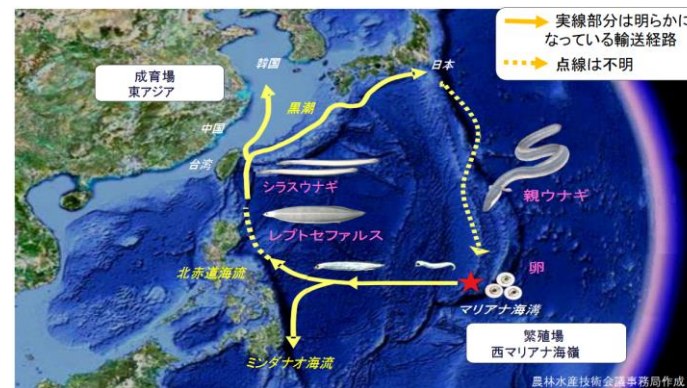 実線部分は明らかに
なっている輸送経路
点線は不明
成育場
東アジア
韓国
日本
黒潮
中国
台湾
シラスウナギ
親ウナギ
レプトセファルス
北赤道海流
卵
マリアナ海溝
ミンダナオ海流
繁殖場
西マリアナ海嶺
農林水産技術会議事務局作成